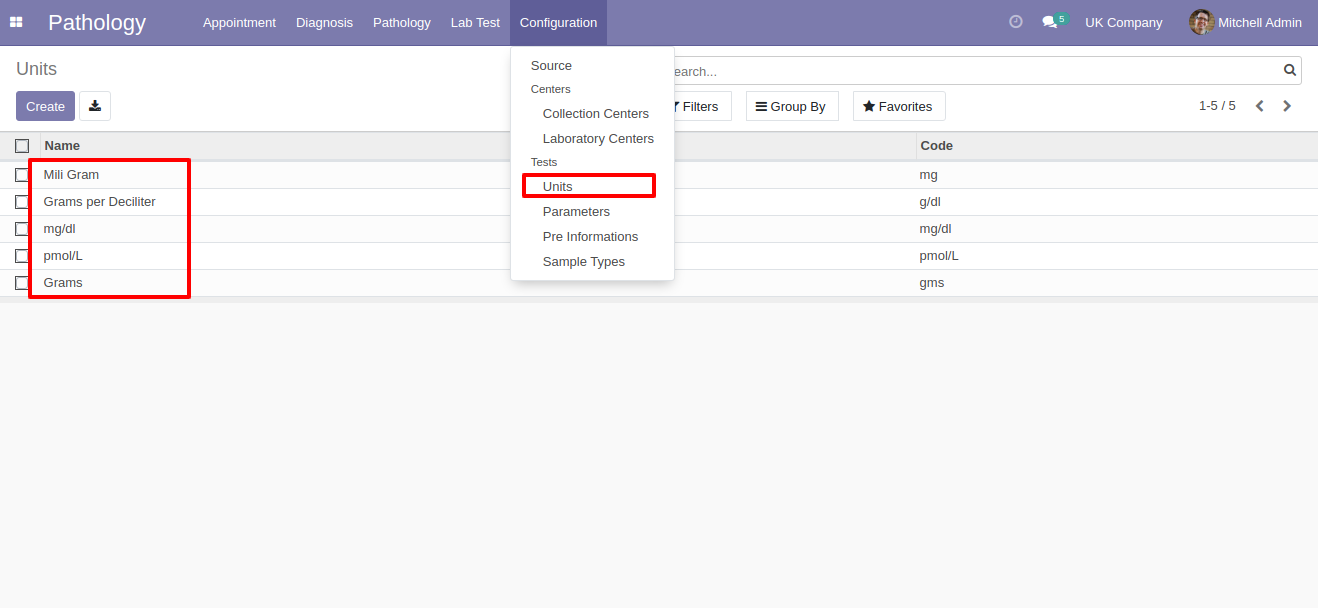 Pathology Appointment Diagnosis Pathology Lab Test Configuration 5 UK Company Mitchell Admin
Units
earch...
Create Filters Group By Favorites 1-5 / 5
Source
Centers
Collection Centers
Laboratory Centers
Tests
Units
Parameters
Pre Informations
Sample Types
Name Code
Mili Gram mg
Grams per Deciliter g/dl
mg/dl mg/dl
pmol/L pmol/L
Grams gms